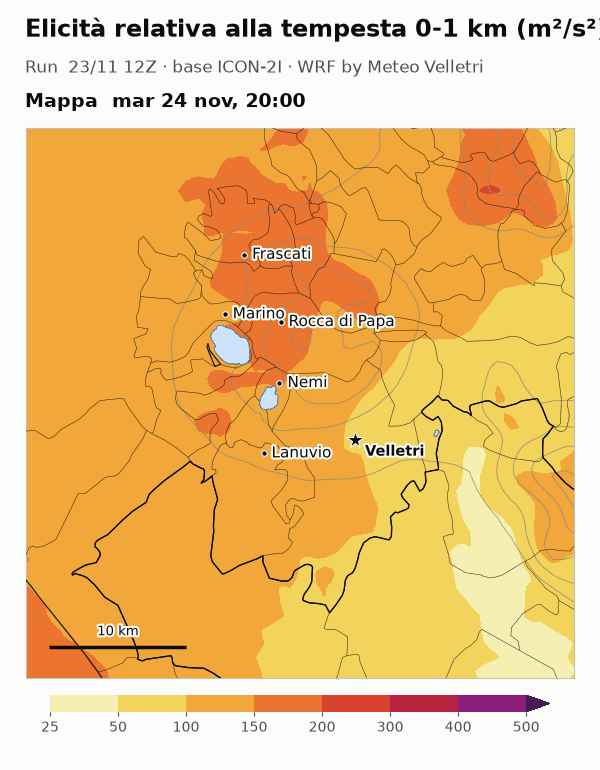 Elicità relativa alla tempesta 0-1 km (m²/s²)
Run 23/11 12Z · base ICON-2I · WRF by Meteo Velletri
Mappa mar 24 nov, 20:00
Frascati
Marino
Rocca di Papa
Nemi
Velletri
Lanuvio
10 km
25 50 100 150 200 300 400 500